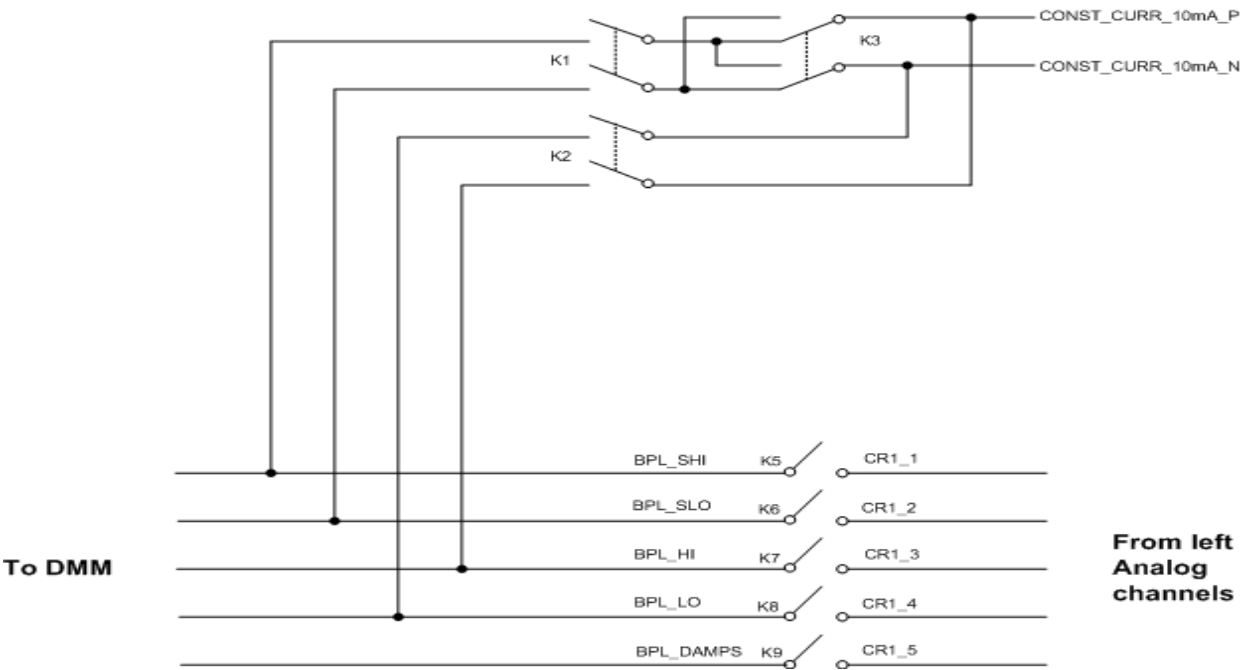 CONST_CURR_10mA_P
K3
K1
CONST_CURR_10mA_N
K2
BPL_SHI K5 CR1_1
BPL_SLO K6 CR1_2
BPL_HI K7 CR1_3
BPL_LO K8 CR1_4
BPL_DAMPS K9 CR1_5
To DMM
From left
Analog
channels